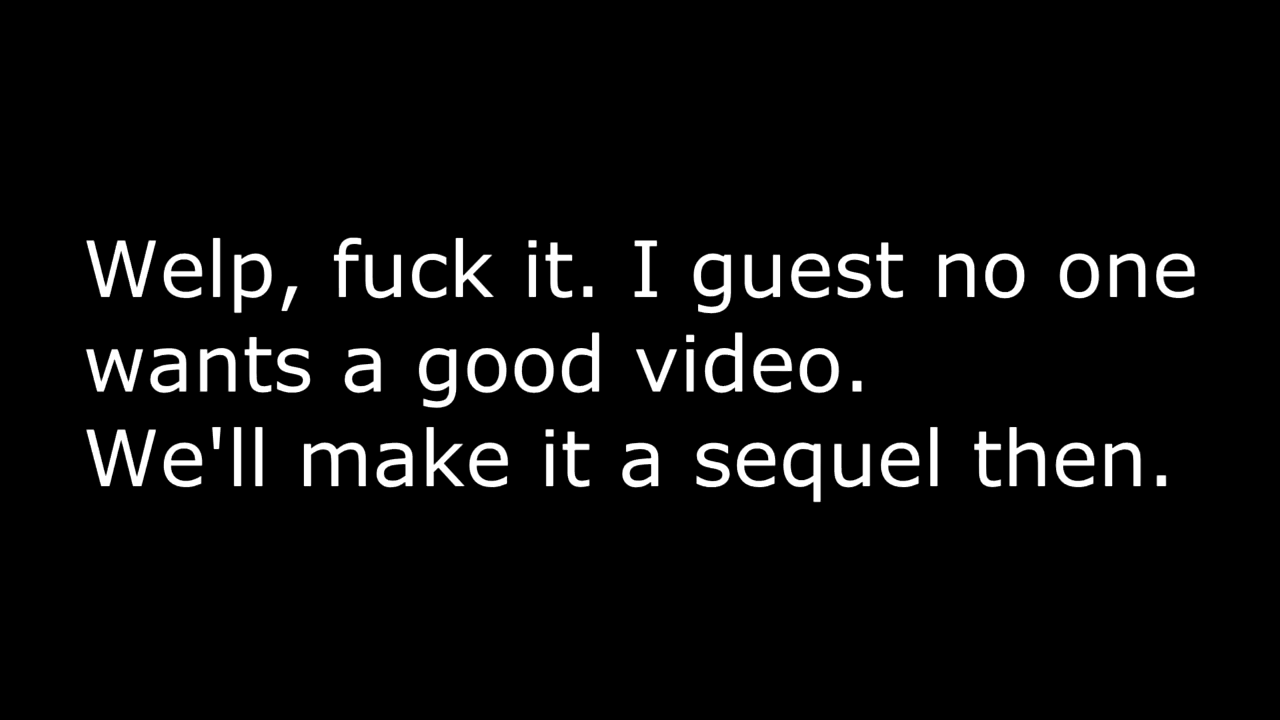 Welp, fuck it. I guest no one
wants a good video.
We'll make it a sequel then.